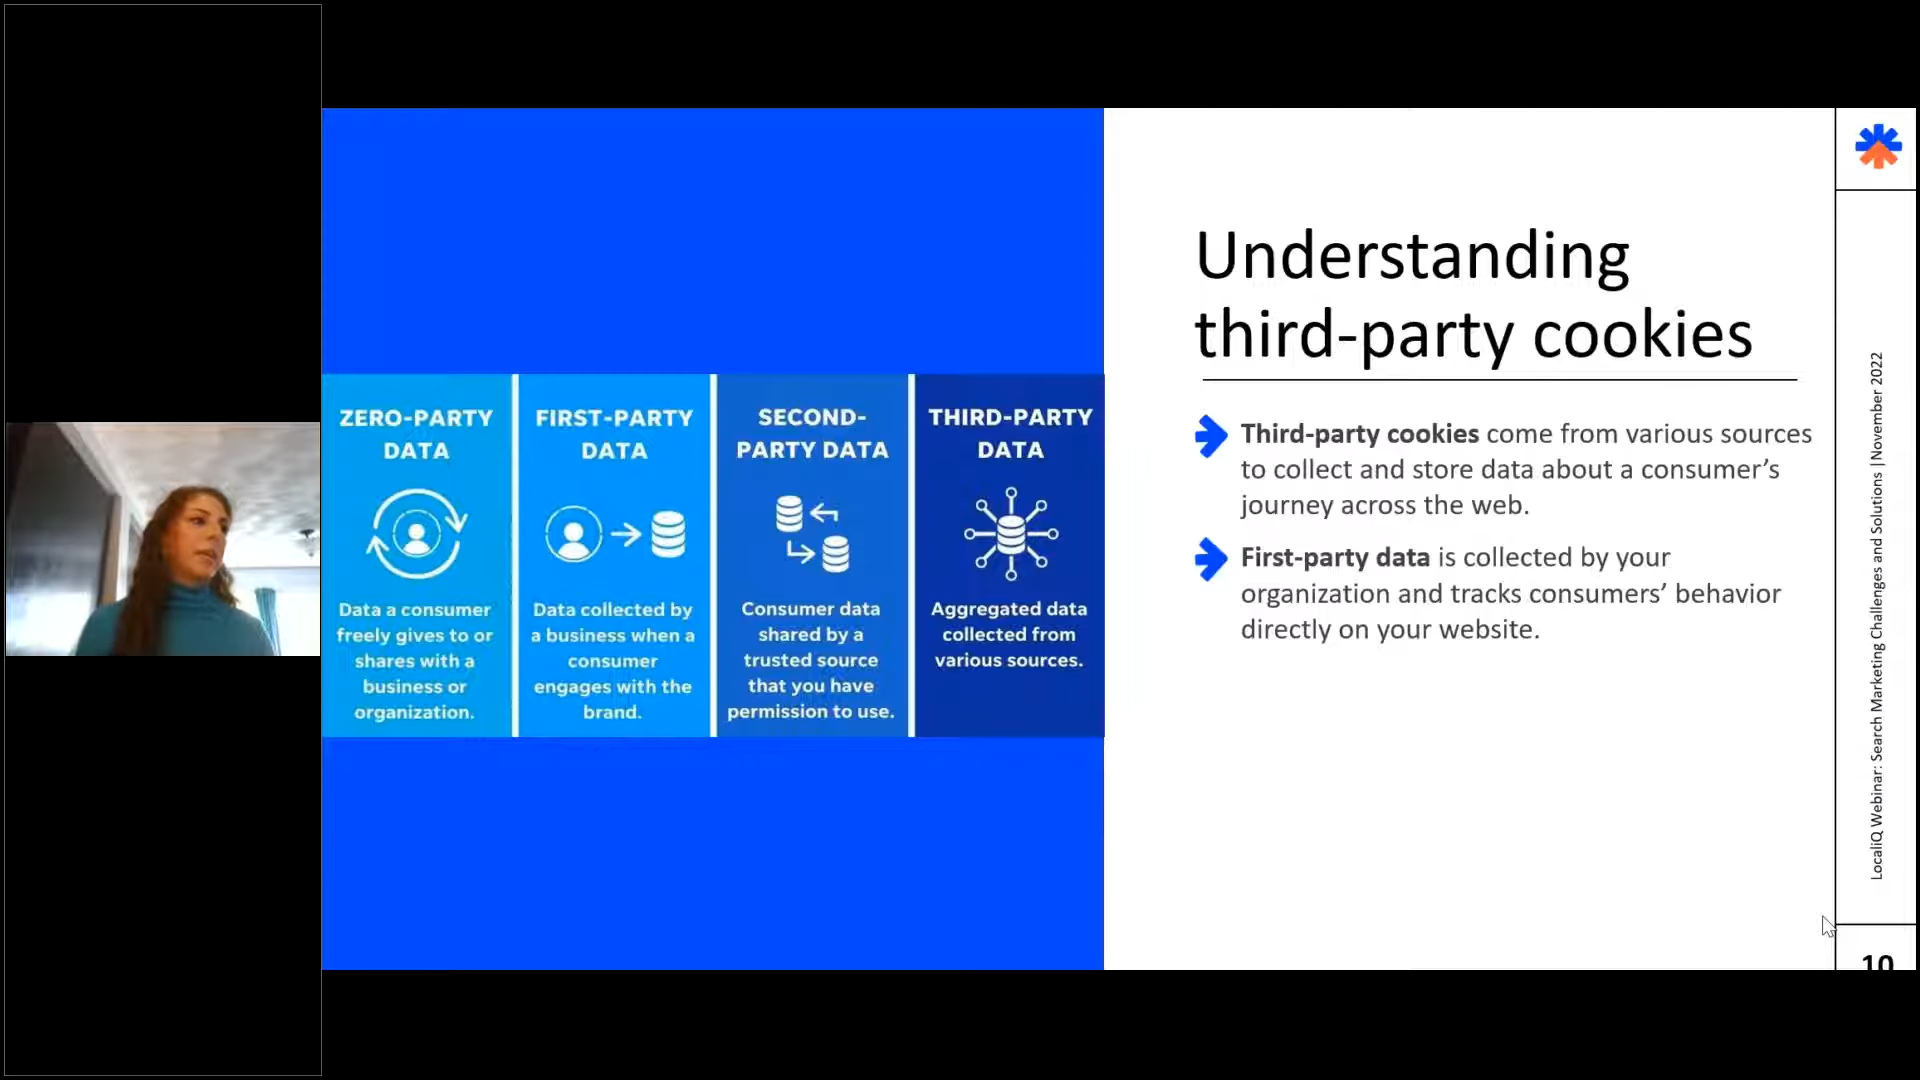 Understanding
third-party cookies
Third-party cookies come from various sources
to collect and store data about a consumer’s
journey across the web.
First-party data is collected by your
organization and tracks consumers’ behavior
directly on your website.
ZERO-PARTY
DATA
Data a consumer
freely gives to or
shares with a
business or
organization.
FIRST-PARTY
DATA
Data collected by
a business when a
consumer
engages with the
brand.
SECOND-
PARTY DATA
Consumer data
shared by a
trusted source
that you have
permission to use.
THIRD-PARTY
DATA
Aggregated data
collected from
various sources.
LocaliQ Webinar: Search Marketing Challenges and Solutions |November 2022
10